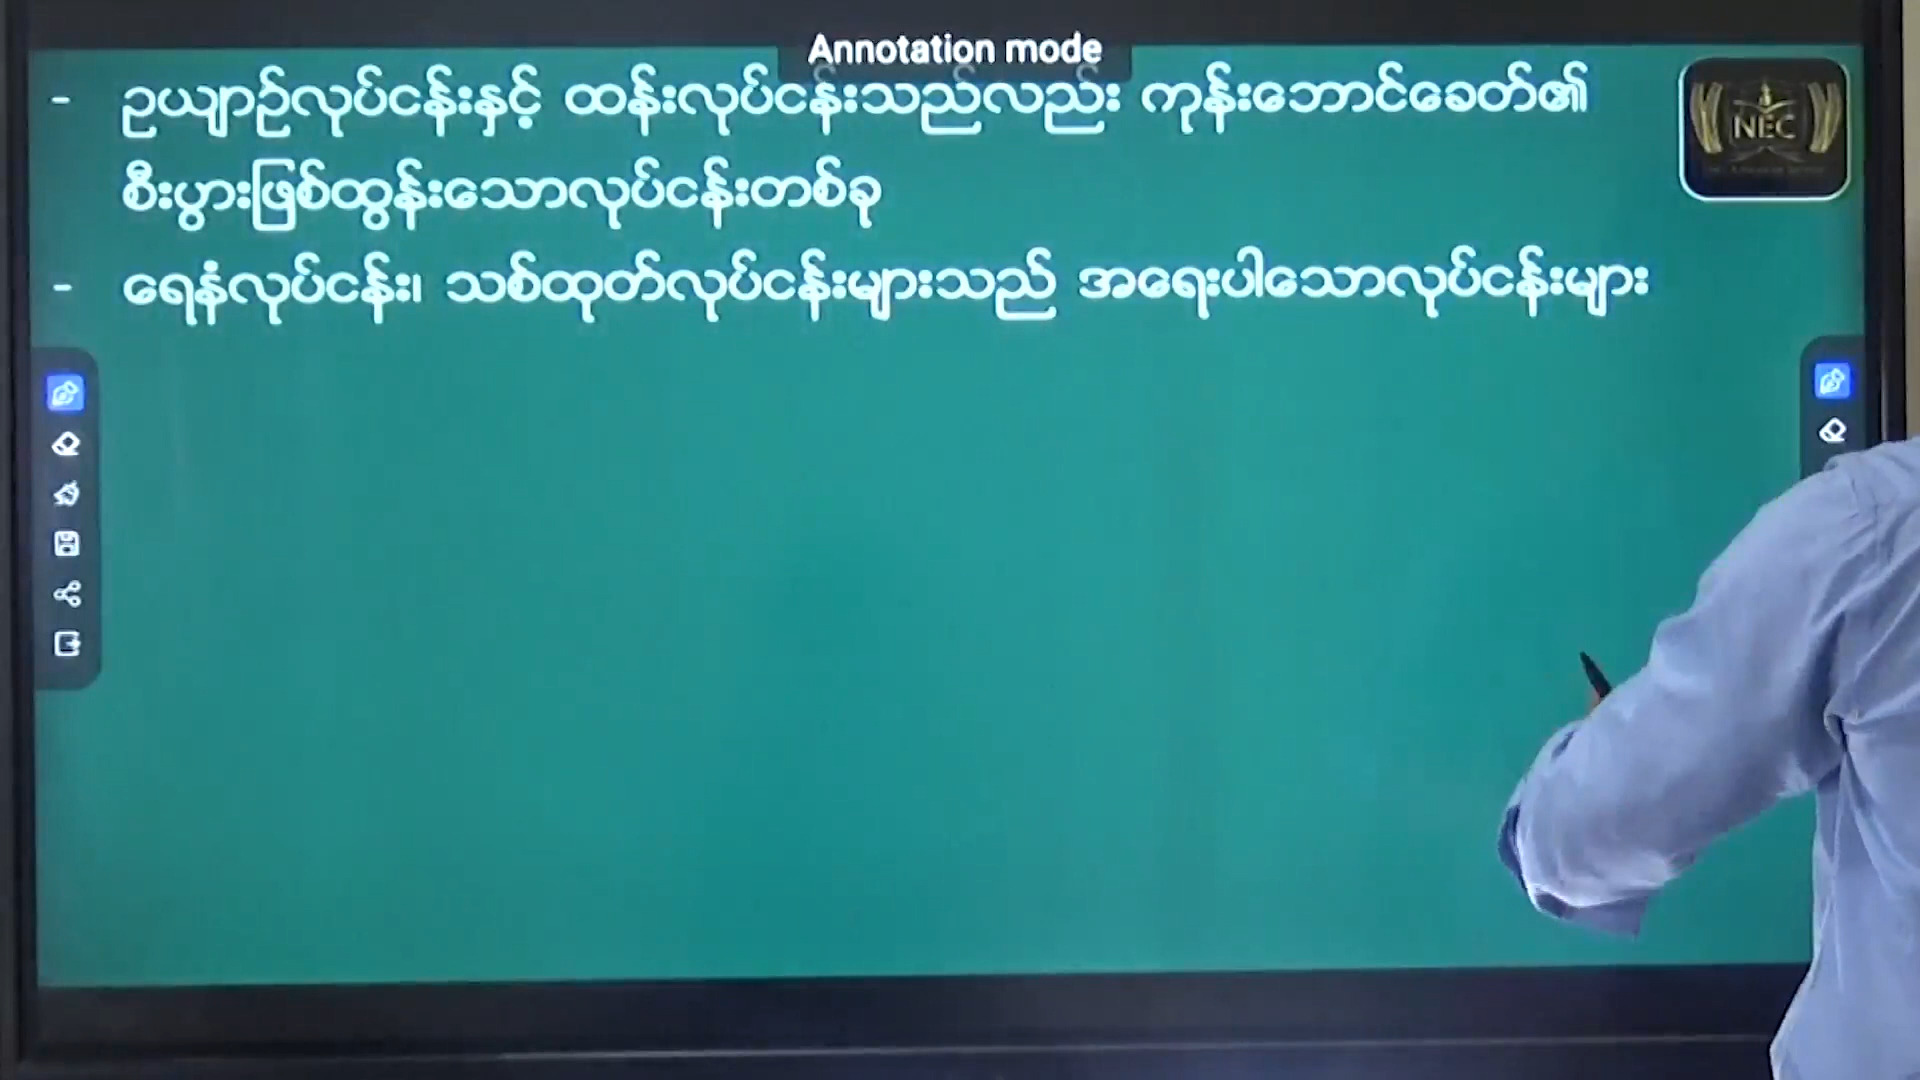 Annotation mode
- ဥယျာဉ်လုပ်ငန်းနှင့် ထန်းလုပ်ငန်းသည်လည်း ကုန်းဘောင်ခေတ်၏
စီးပွားဖြစ်ထွန်းသောလုပ်ငန်းတစ်ခု
- ရေနံလုပ်ငန်း၊ သစ်ထုတ်လုပ်ငန်းများသည် အရေးပါသောလုပ်ငန်းများ
NEC